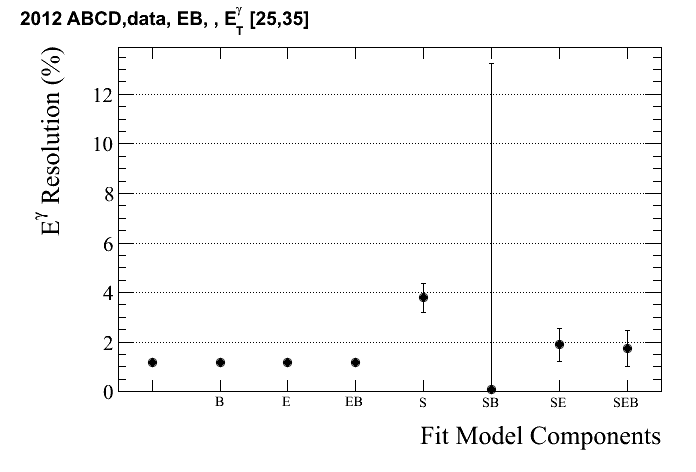 2012 ABCD,data, EB, , E_T^γ [25,35]
E^γ Resolution (%)
12
10
8
6
4
2
0
B E EB S SB SE SEB
Fit Model Components